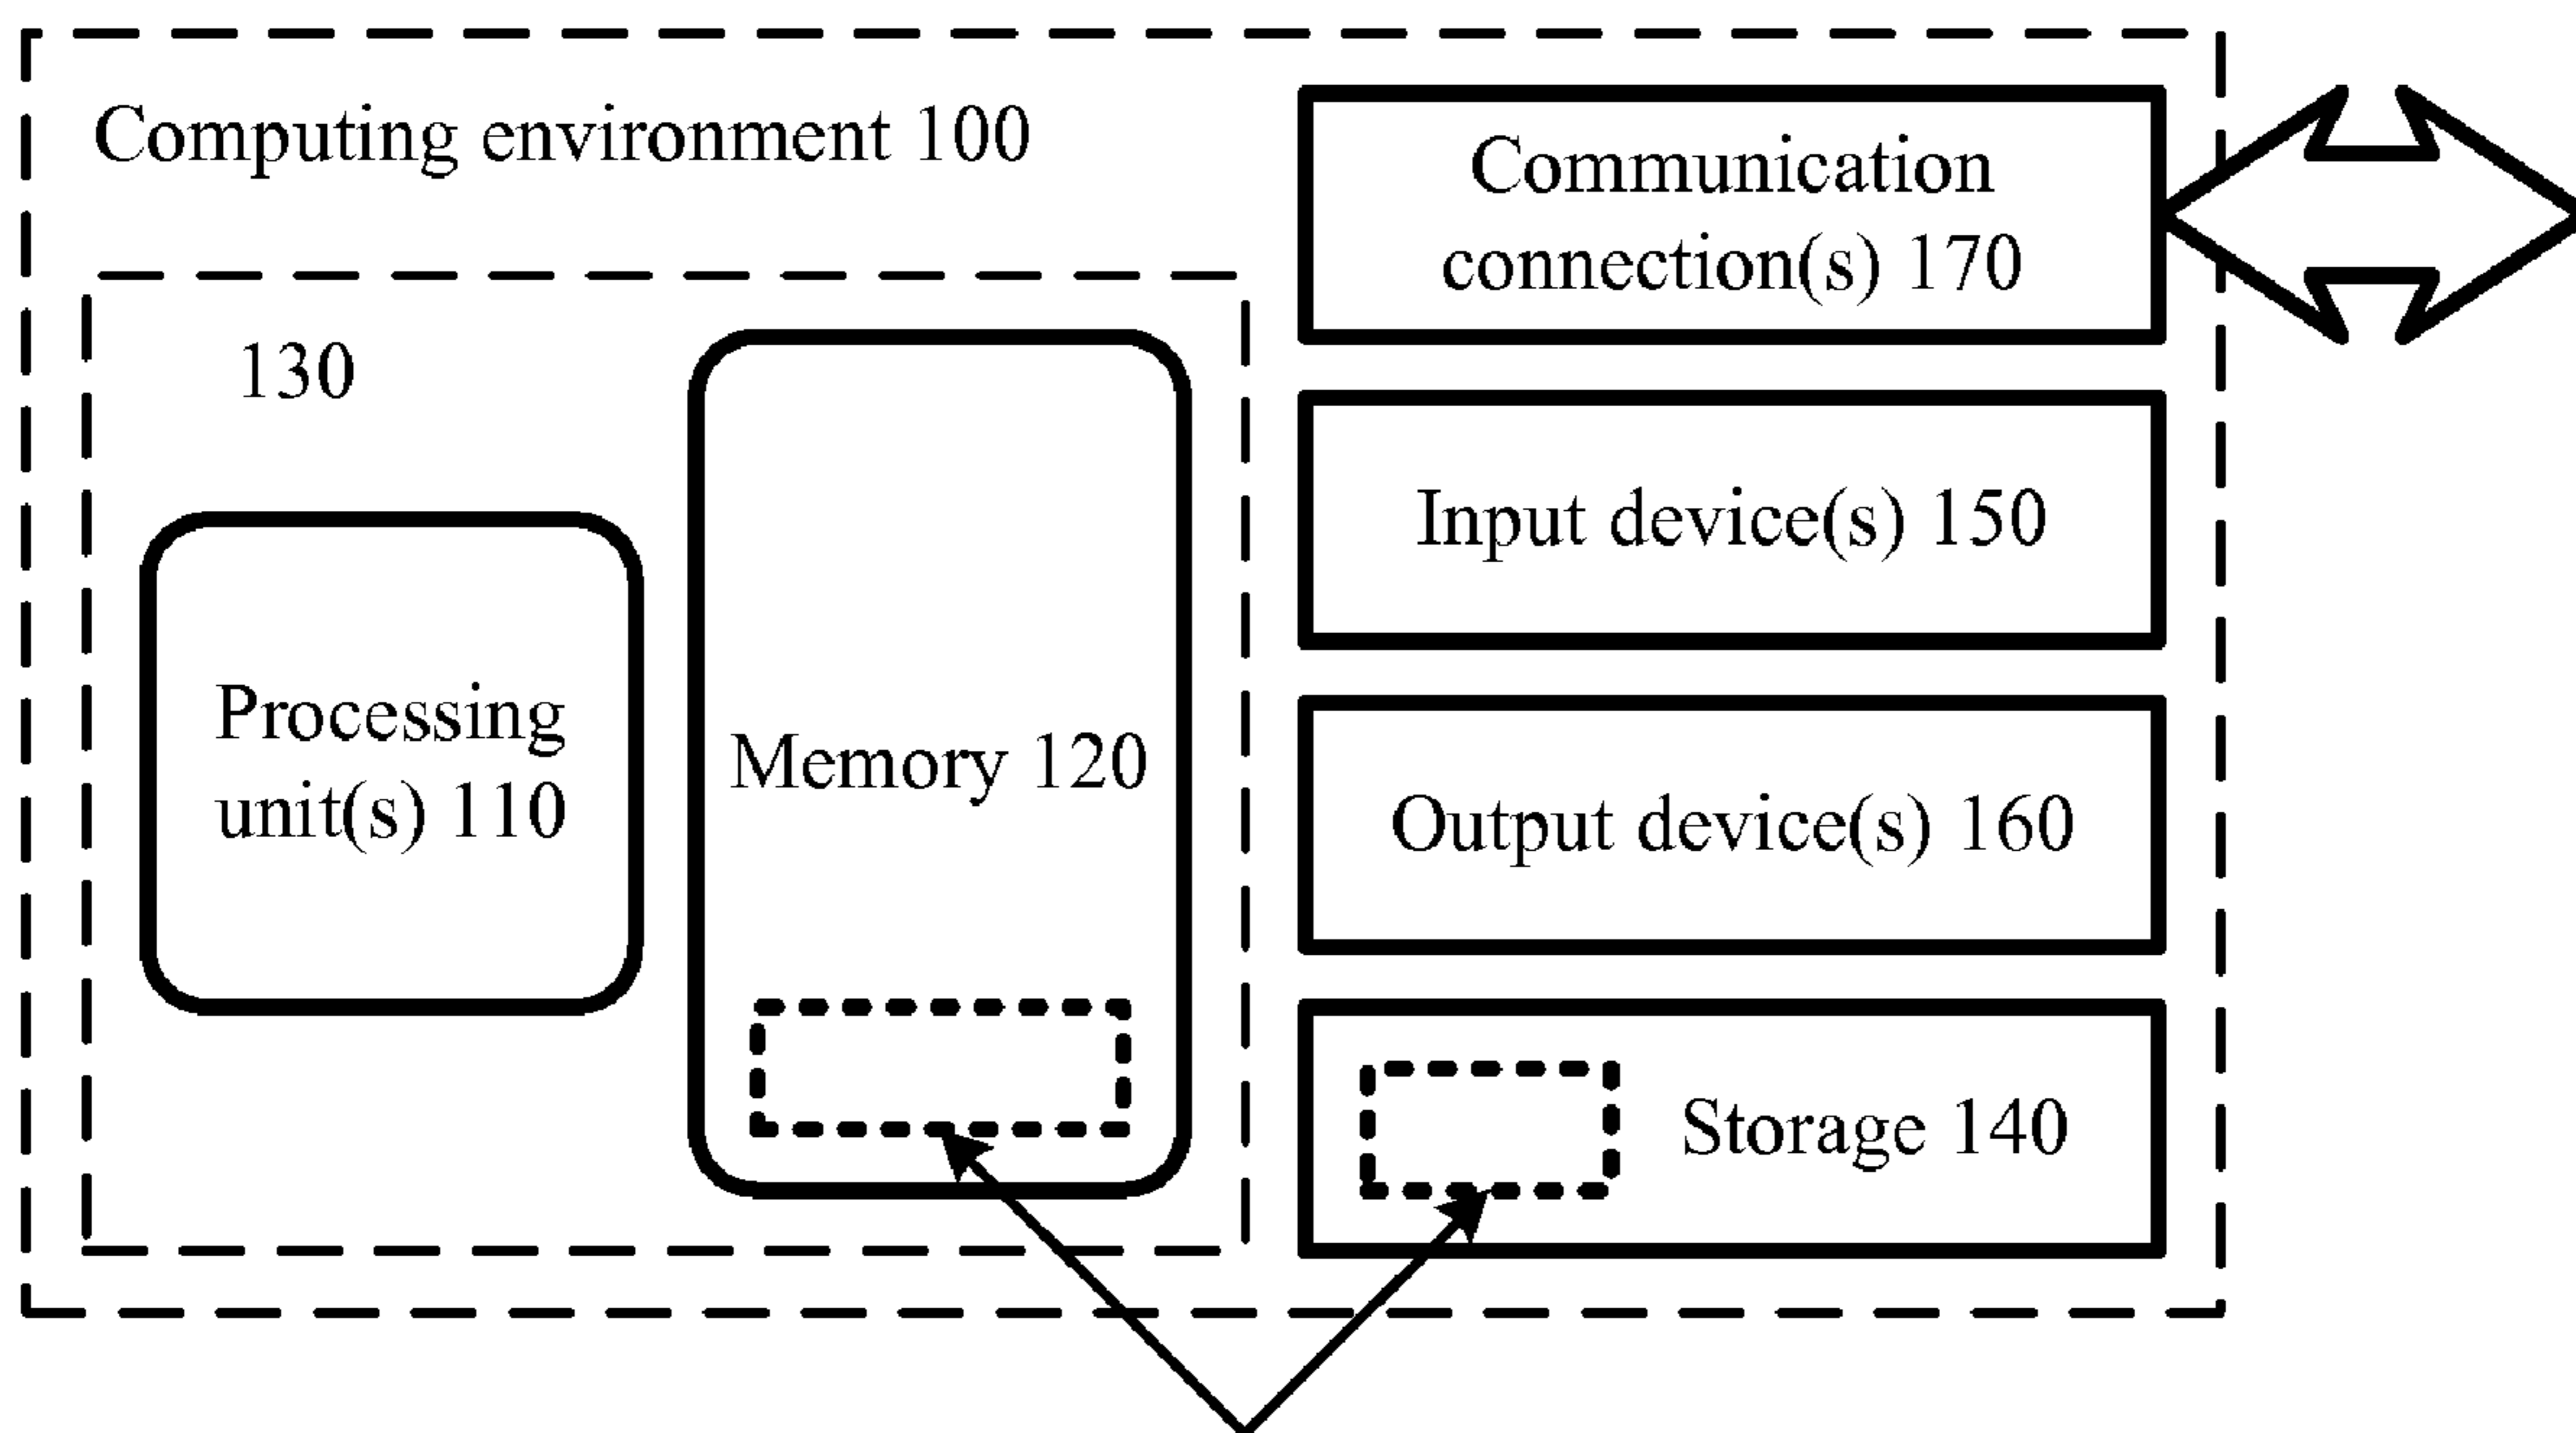 Computing environment 100
130
Processing
unit(s) 110
Memory 120
Communication
connection(s) 170
Input device(s) 150
Output device(s) 160
Storage 140